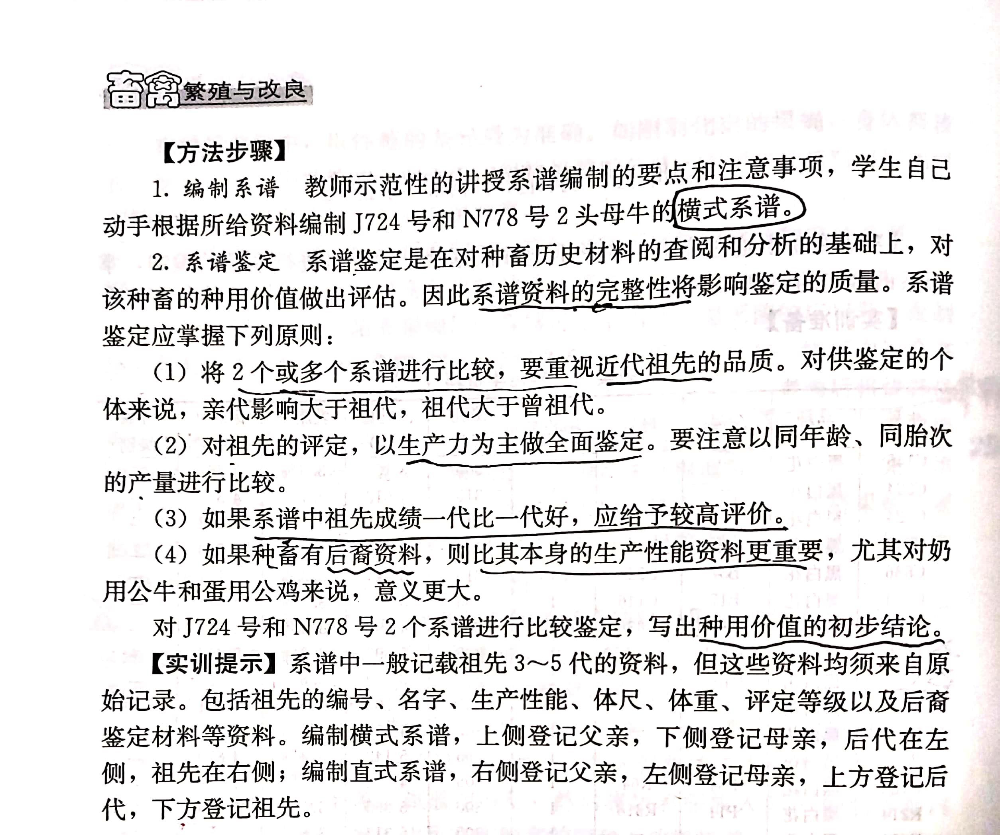 畜禽繁殖与改良
【方法步骤】
1. 编制系谱 教师示范性的讲授系谱编制的要点和注意事项，学生自己
动手根据所给资料编制 J724 号和 N778 号 2 头母牛的横式系谱。
2. 系谱鉴定 系谱鉴定是在对种畜历史材料的查阅和分析的基础上，对
该种畜的种用价值做出评估。因此系谱资料的完整性将影响鉴定的质量。系谱
鉴定应掌握下列原则：
（1）将 2 个或多个系谱进行比较，要重视近代祖先的品质。对供鉴定的个
体来说，亲代影响大于祖代，祖代大于曾祖代。
（2）对祖先的评定，以生产力为主做全面鉴定。要注意以同年龄、同胎次
的产量进行比较。
（3）如果系谱中祖先成绩一代比一代好，应给予较高评价。
（4）如果种畜有后裔资料，则比其本身的生产性能资料更重要，尤其对奶
用公牛和蛋用公鸡来说，意义更大。
对 J724 号和 N778 号 2 个系谱进行比较鉴定，写出种用价值的初步结论。
【实训提示】系谱中一般记载祖先 3～5 代的资料，但这些资料均须来自原
始记录。包括祖先的编号、名字、生产性能、体尺、体重、评定等级以及后裔
鉴定材料等资料。编制横式系谱，上侧登记父亲，下侧登记母亲，后代在左
侧，祖先在右侧；编制直式系谱，右侧登记父亲，左侧登记母亲，上方登记后
代，下方登记祖先。
【实训准备】